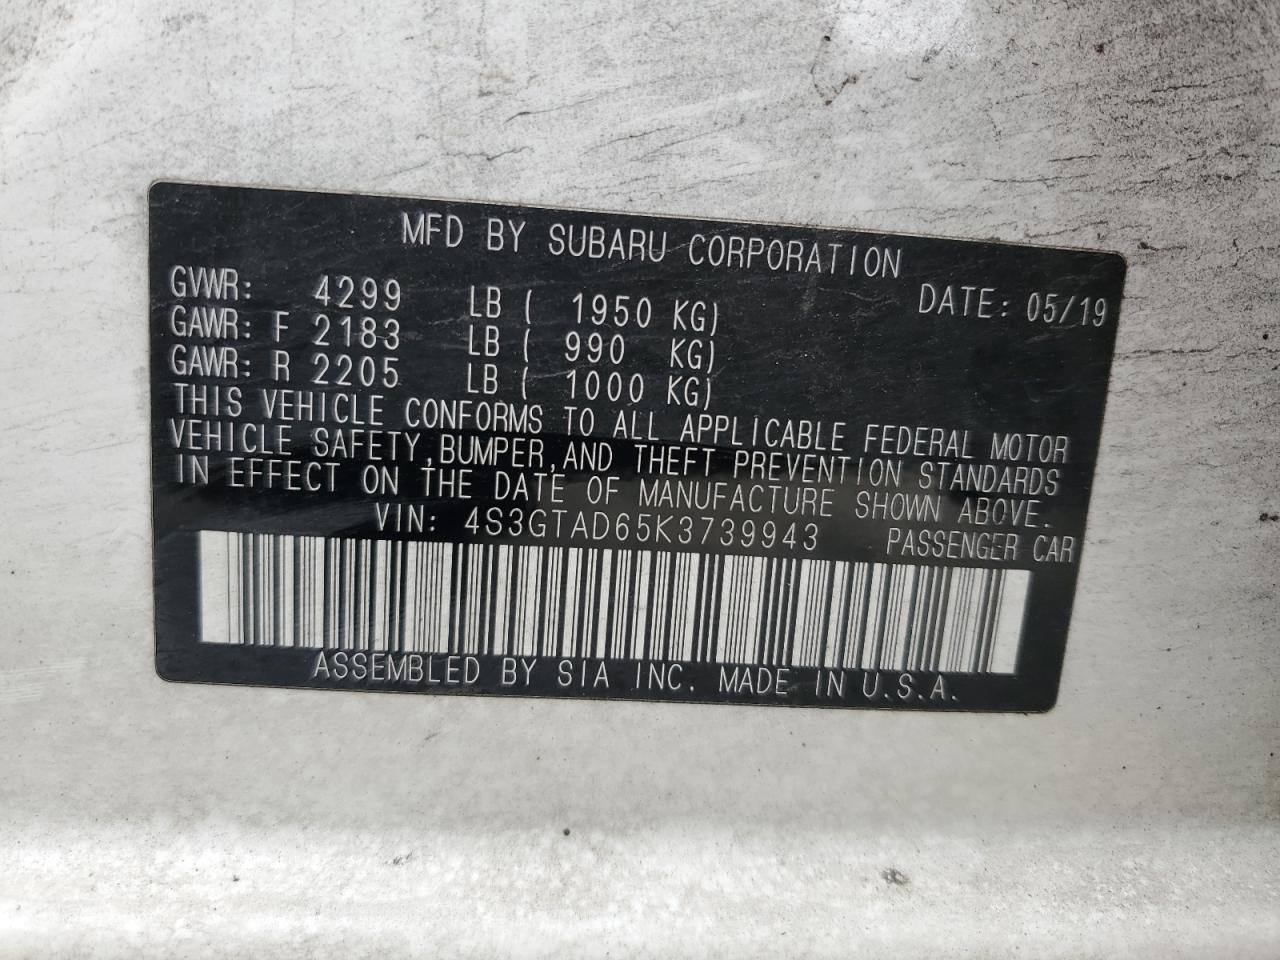 MFD BY SUBARU CORPORATION
GVWR: 4299 LB ( 1950 KG) DATE: 05/19
GAWR: F 2183 LB ( 990 KG)
GAWR: R 2205 LB ( 1000 KG)
THIS VEHICLE CONFORMS TO ALL APPLICABLE FEDERAL MOTOR
VEHICLE SAFETY, BUMPER, AND THEFT PREVENTION STANDARDS
IN EFFECT ON THE DATE OF MANUFACTURE SHOWN ABOVE.
VIN: 4S3GTAD65K3739943 PASSENGER CAR
ASSEMBLED BY SIA INC. MADE IN U.S.A.